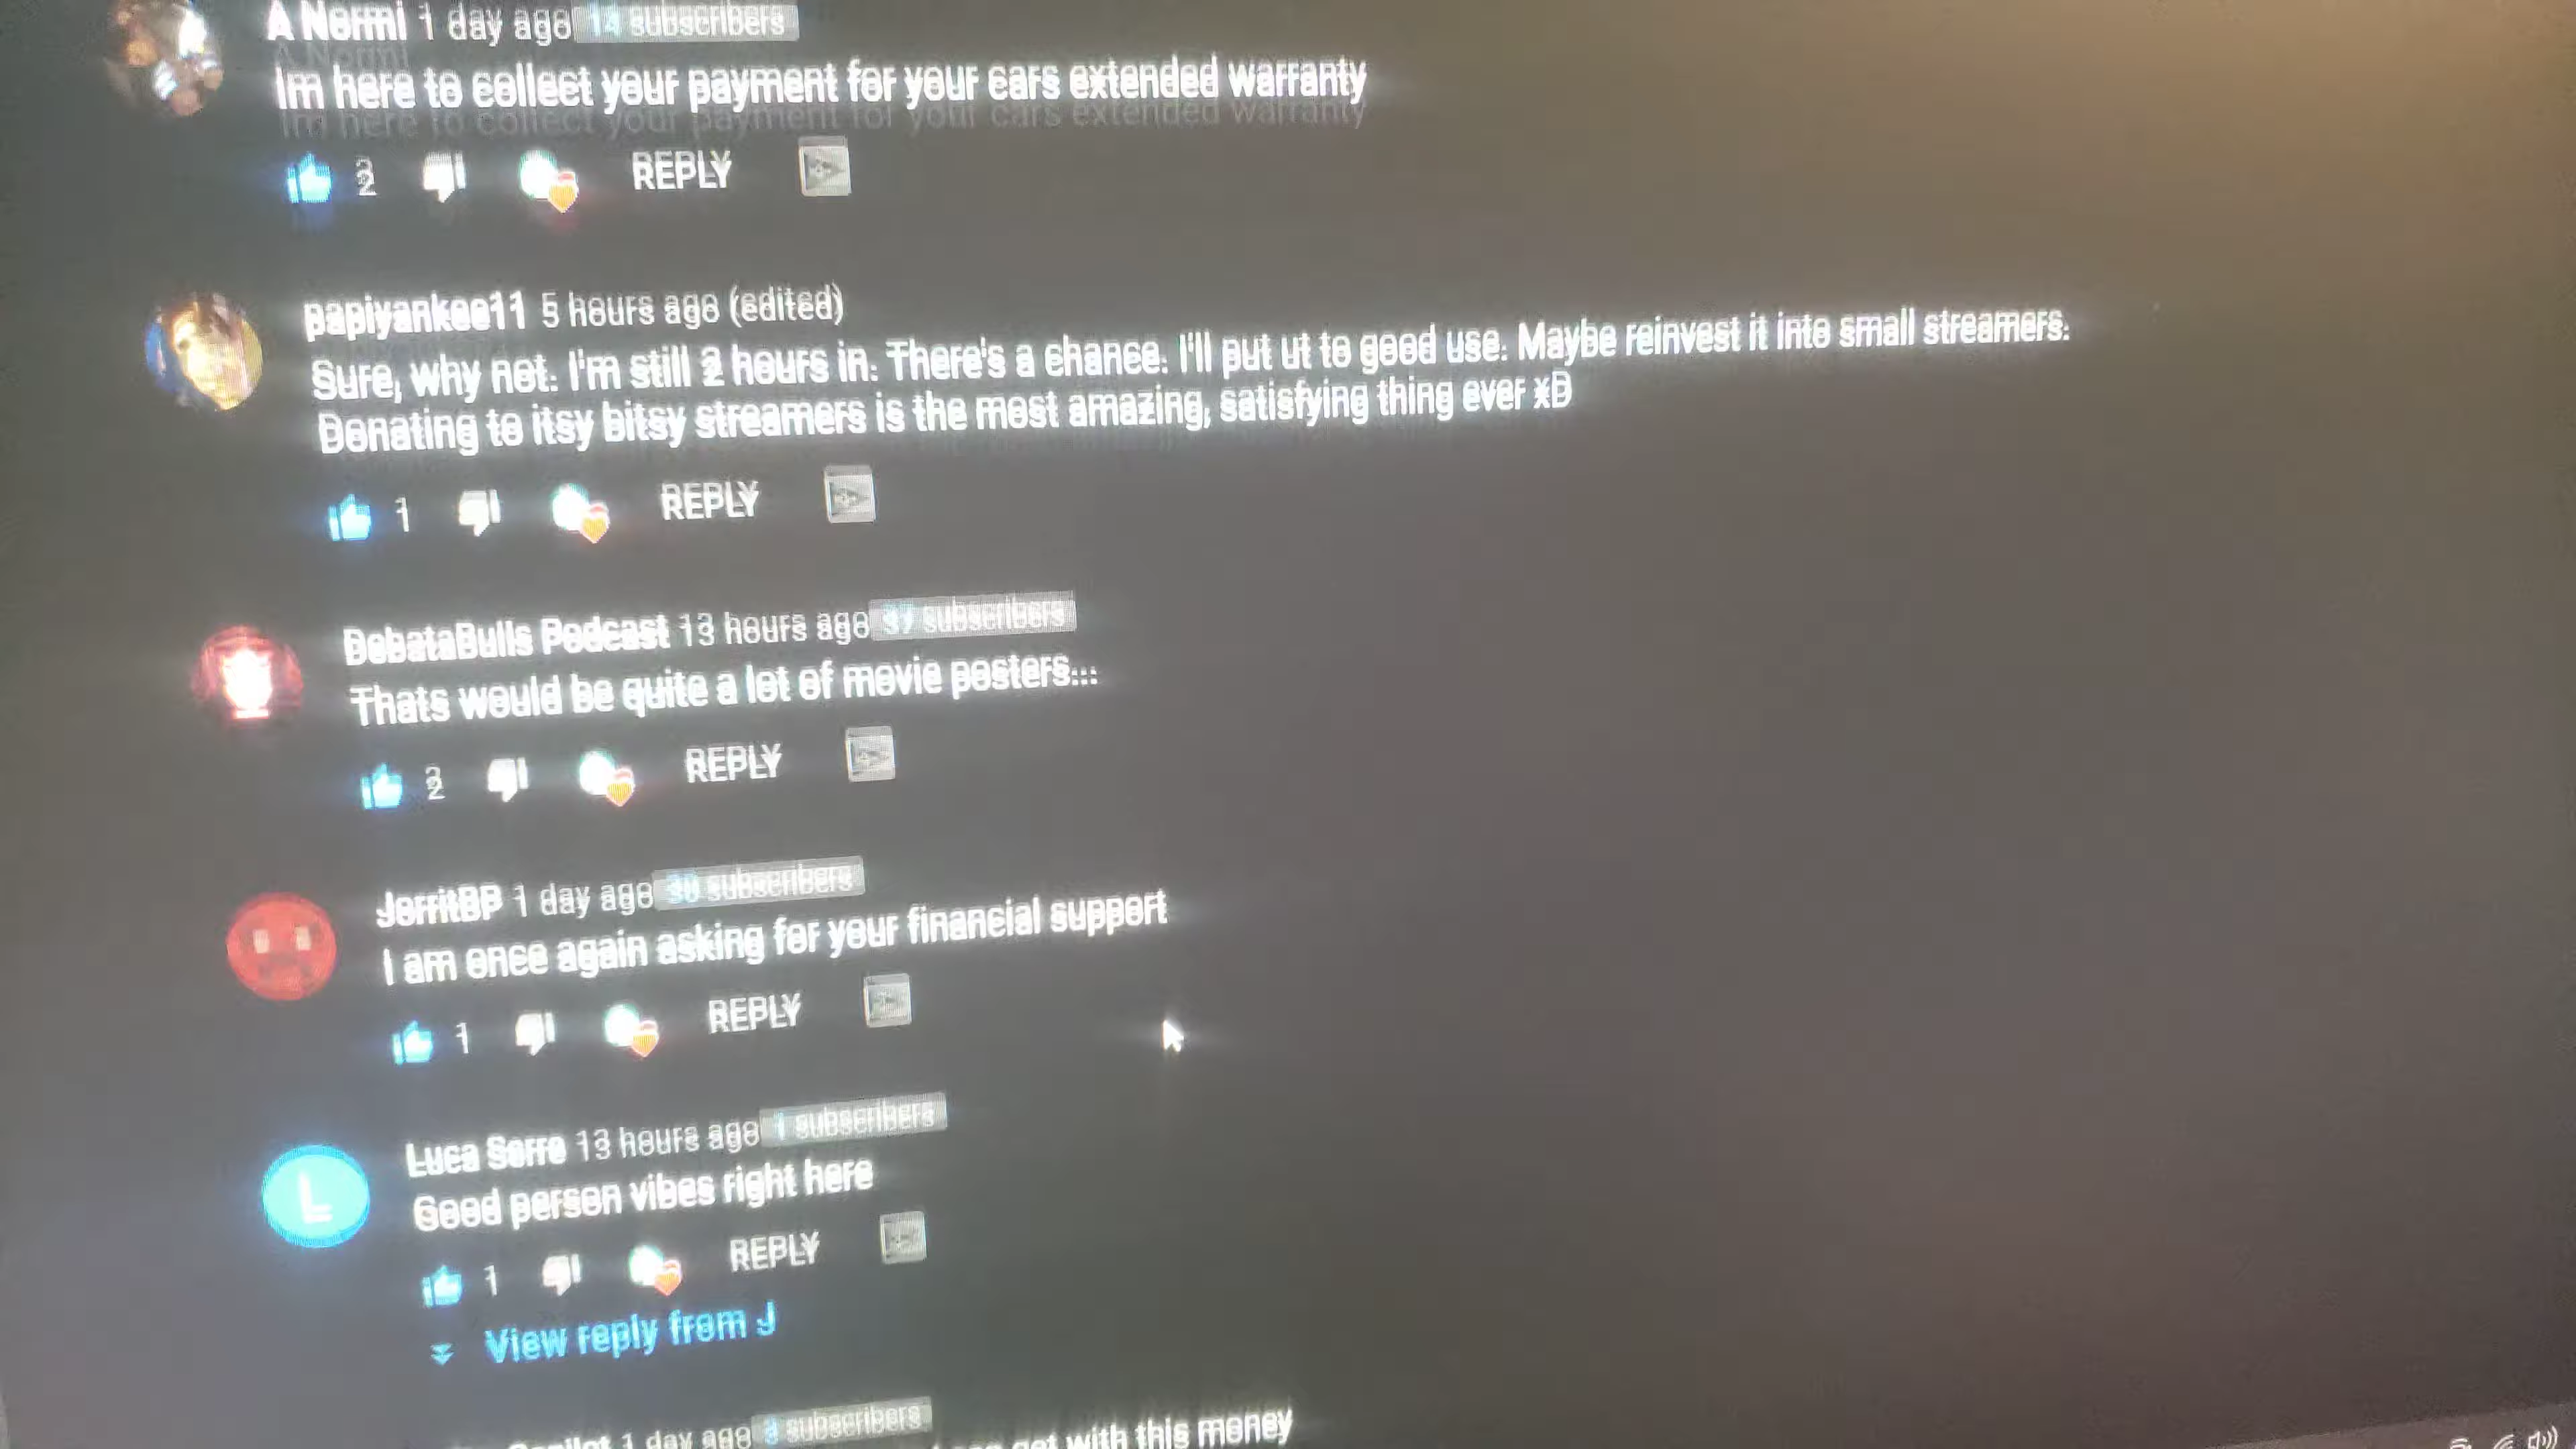 A Normi 1 day ago 14 subscribers
Im here to collect your payment for your cars extended warranty
2 REPLY
papiyankee11 5 hours ago (edited)
Sure, why not. I'm still 2 hours in. There's a chance. I'll put ut to good use. Maybe reinvest it into small streamers.
Donating to itsy bitsy streamers is the most amazing, satisfying thing ever xD
1 REPLY
DebataBulls Podcast 13 hours ago 37 subscribers
Thats would be quite a lot of movie posters...
2 REPLY
JorritBP 1 day ago 30 subscribers
I am once again asking for your financial support
1 REPLY
L
Luca Serre 13 hours ago 1 subscribers
Good person vibes right here
1 REPLY
View reply from J
1 day ago subscribers
with this money